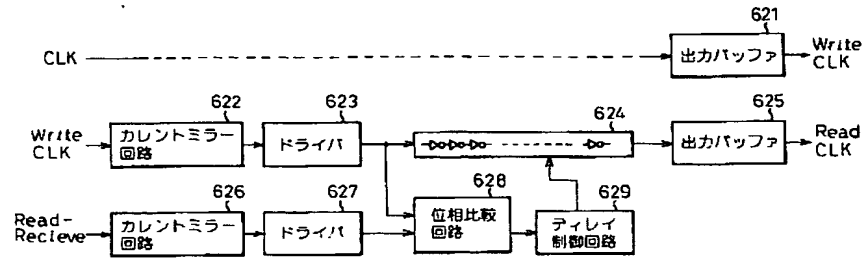 621
CLK
出力バッファ
Write
CLK
622
623
624
625
Write
CLK
カレントミラー
回路
ドライバ
出力バッファ
Read
CLK
626
627
628
629
Read-
Recieve
カレントミラー
回路
ドライバ
位相比較
回路
ディレイ
制御回路